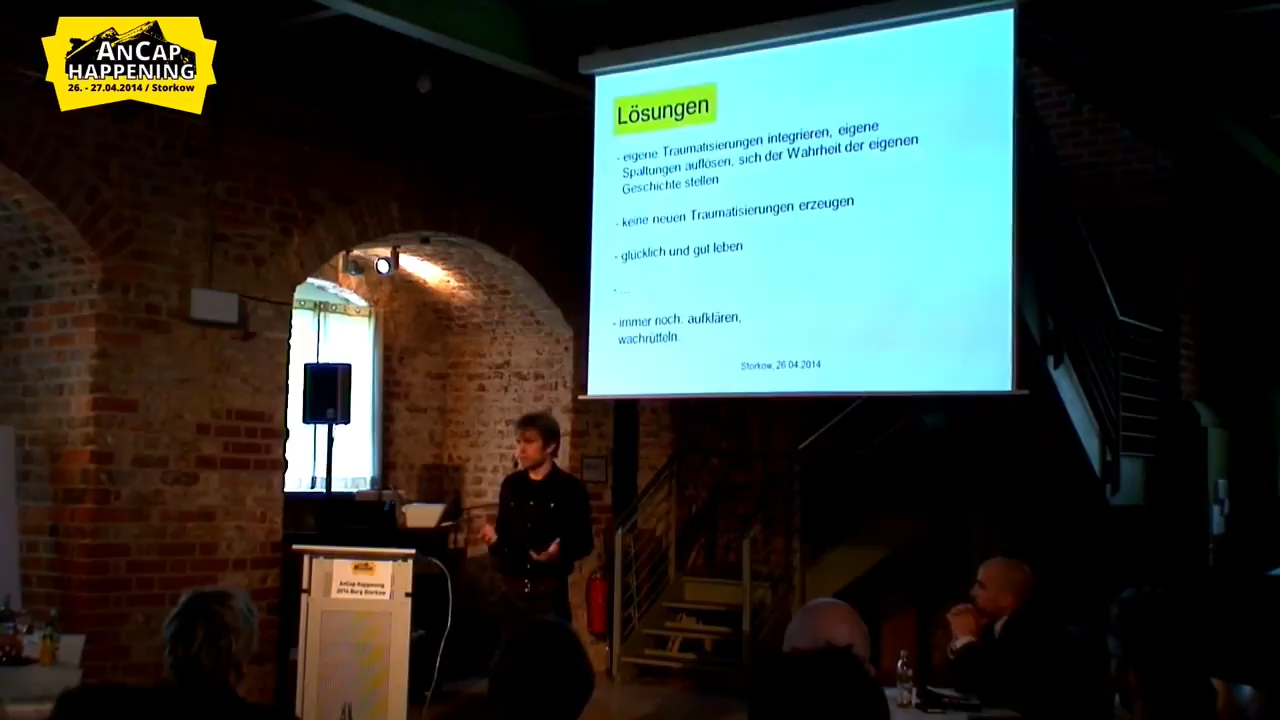 AnCap
Happening
26. - 27.04.2014 / Storkow
Lösungen
- eigene Traumatisierungen integrieren, eigene
Spaltungen auflösen, sich der Wahrheit der eigenen
Geschichte stellen
- keine neuen Traumatisierungen erzeugen
- glücklich und gut leben
- ...
- immer noch: aufklären,
wachrütteln
Storkow, 26.04.2014
AnCap Happening
2014 Burg Storkow